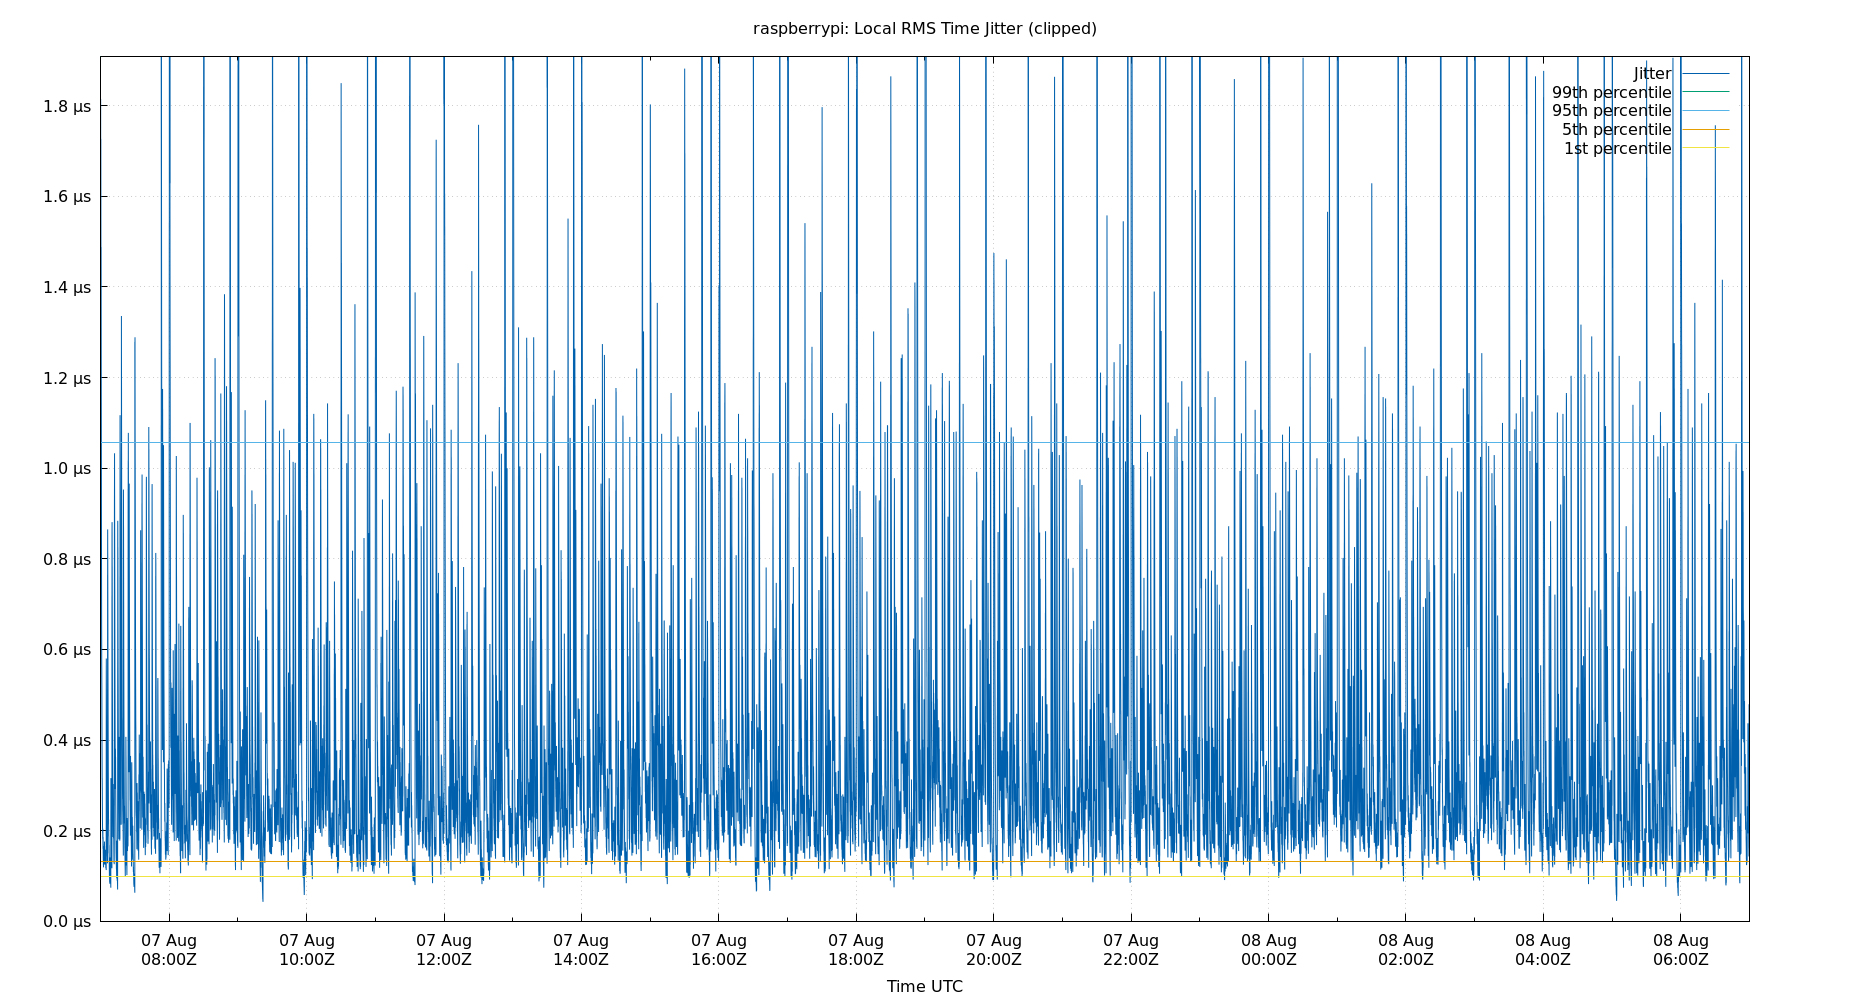 raspberrypi: Local RMS Time Jitter (clipped)
Jitter
99th percentile
95th percentile
5th percentile
1st percentile
1.8 µs
1.6 µs
1.4 µs
1.2 µs
1.0 µs
0.8 µs
0.6 µs
0.4 µs
0.2 µs
0.0 µs
07 Aug 07 Aug 07 Aug 07 Aug 07 Aug 07 Aug 07 Aug 07 Aug 08 Aug 08 Aug 08 Aug 08 Aug
08:00Z 10:00Z 12:00Z 14:00Z 16:00Z 18:00Z 20:00Z 22:00Z 00:00Z 02:00Z 04:00Z 06:00Z
Time UTC